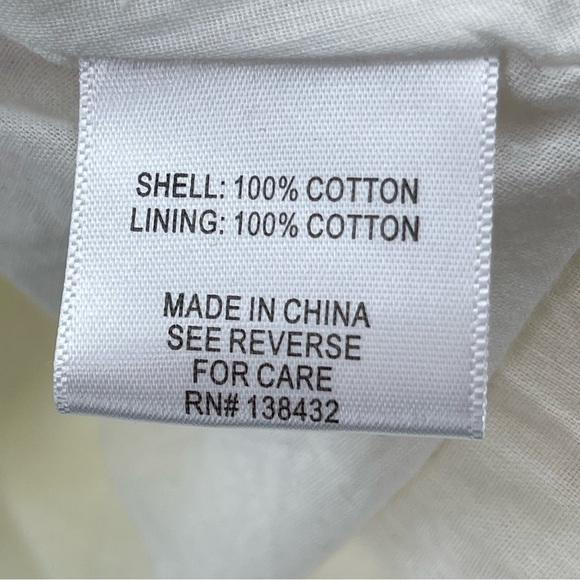 SHELL: 100% COTTON
LINING: 100% COTTON
MADE IN CHINA
SEE REVERSE
FOR CARE
RN# 138432